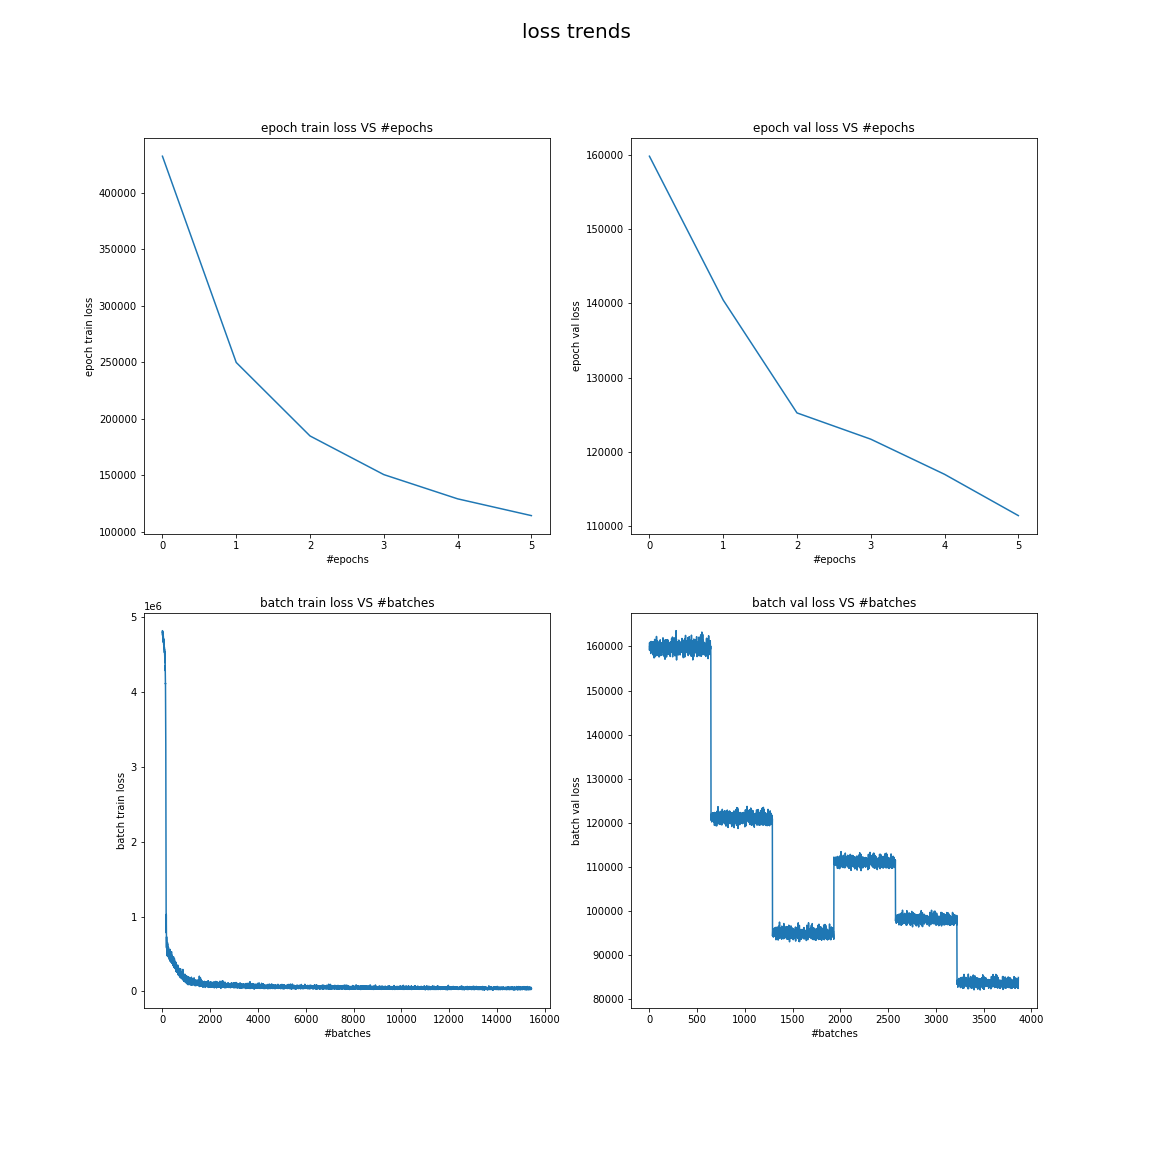 loss trends
epoch train loss VS #epochs
400000
350000
300000
250000
200000
150000
100000
epoch train loss
0 1 2 3 4 5
#epochs
epoch val loss VS #epochs
160000
150000
140000
130000
120000
110000
epoch val loss
0 1 2 3 4 5
#epochs
batch train loss VS #batches
1e6
5
4
3
2
1
0
batch train loss
0 2000 4000 6000 8000 10000 12000 14000 16000
#batches
batch val loss VS #batches
160000
150000
140000
130000
120000
110000
100000
90000
80000
batch val loss
0 500 1000 1500 2000 2500 3000 3500 4000
#batches